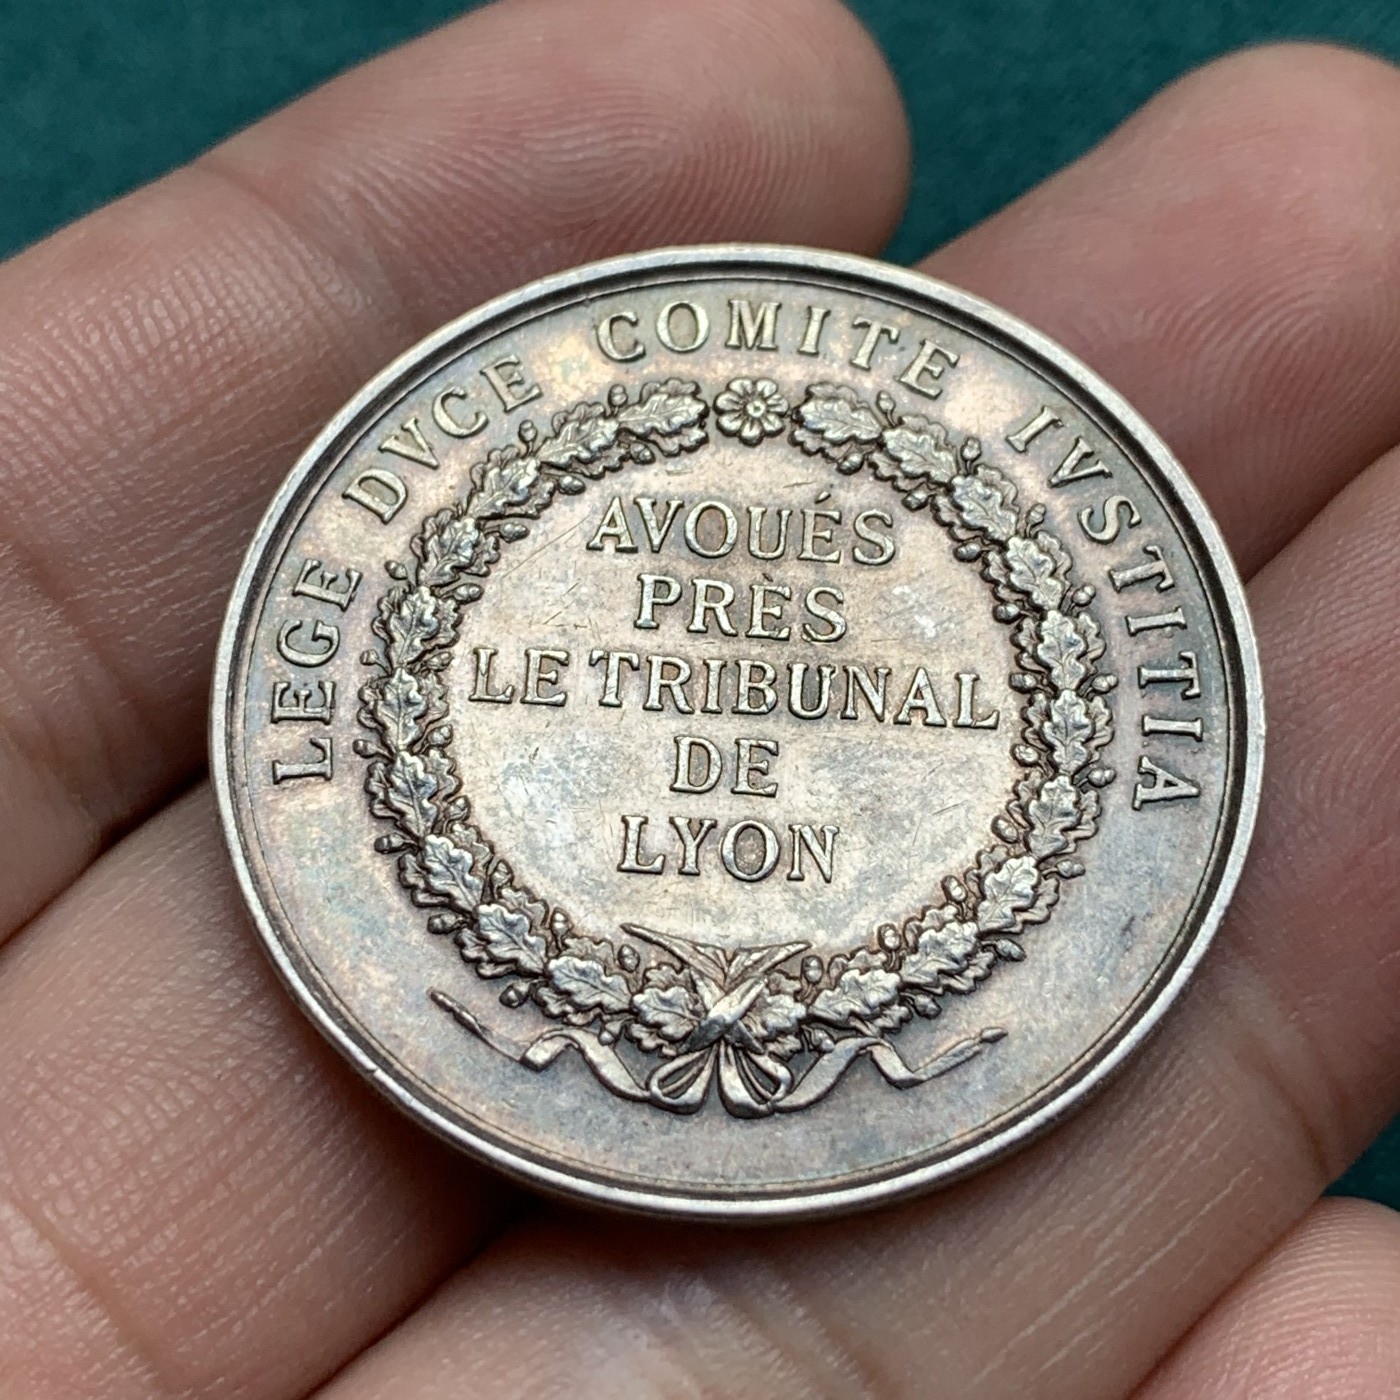 LEGE DVCE COMITE IVSTITIA
AVOUÉS
PRÈS
LE TRIBUNAL
DE
LYON